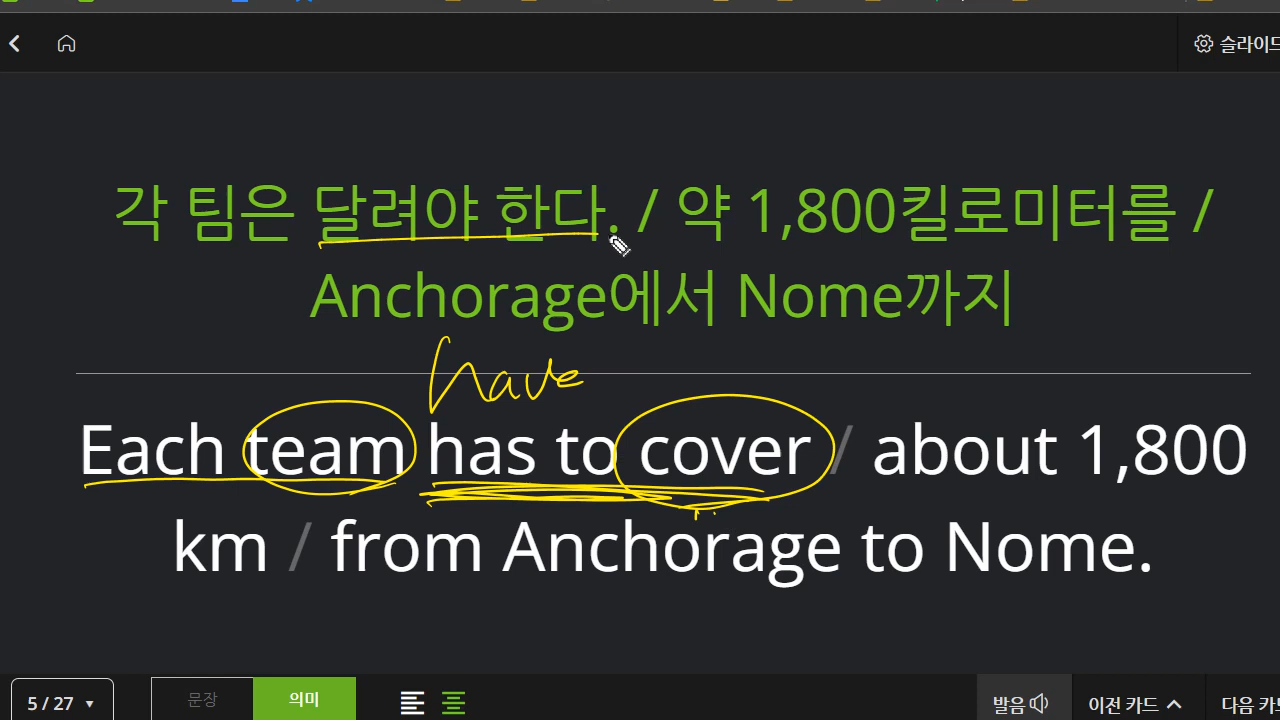 슬라이드
각 팀은 달려야 한다. / 약 1,800킬로미터를 /
Anchorage에서 Nome까지
have
Each team has to cover / about 1,800
km / from Anchorage to Nome.
5 / 27
문장
의미
발음
이전 카드
다음 카드